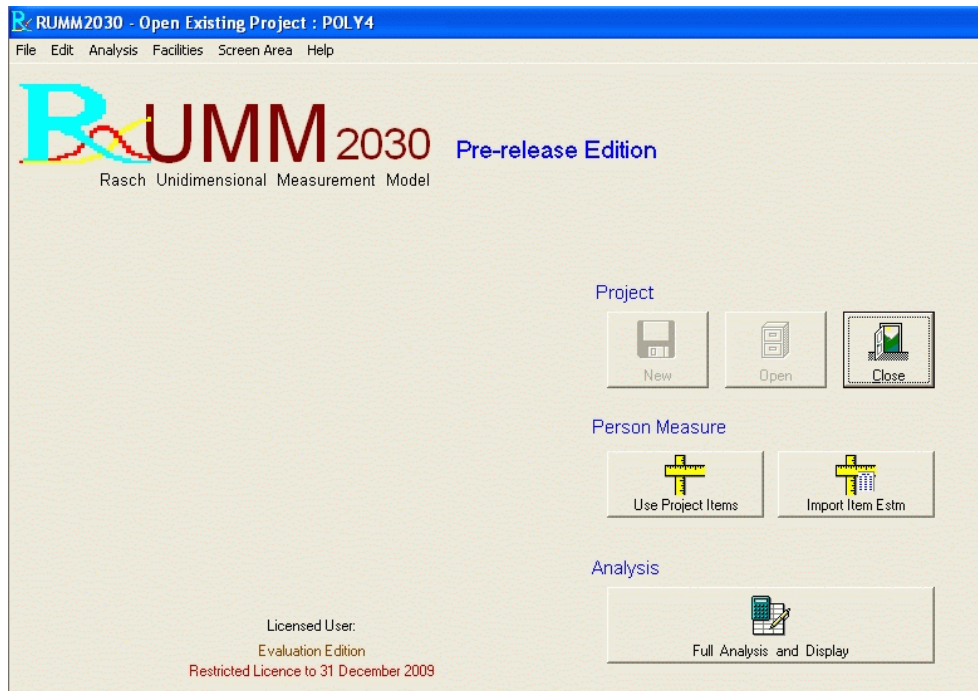 RUMM2030 - Open Existing Project : POLY4
File Edit Analysis Facilities Screen Area Help
RUMM 2030 Pre-release Edition
Rasch Unidimensional Measurement Model
Project
New Open Close
Person Measure
Use Project Items Import Item Estm
Analysis
Full Analysis and Display
Licensed User:
Evaluation Edition
Restricted Licence to 31 December 2009